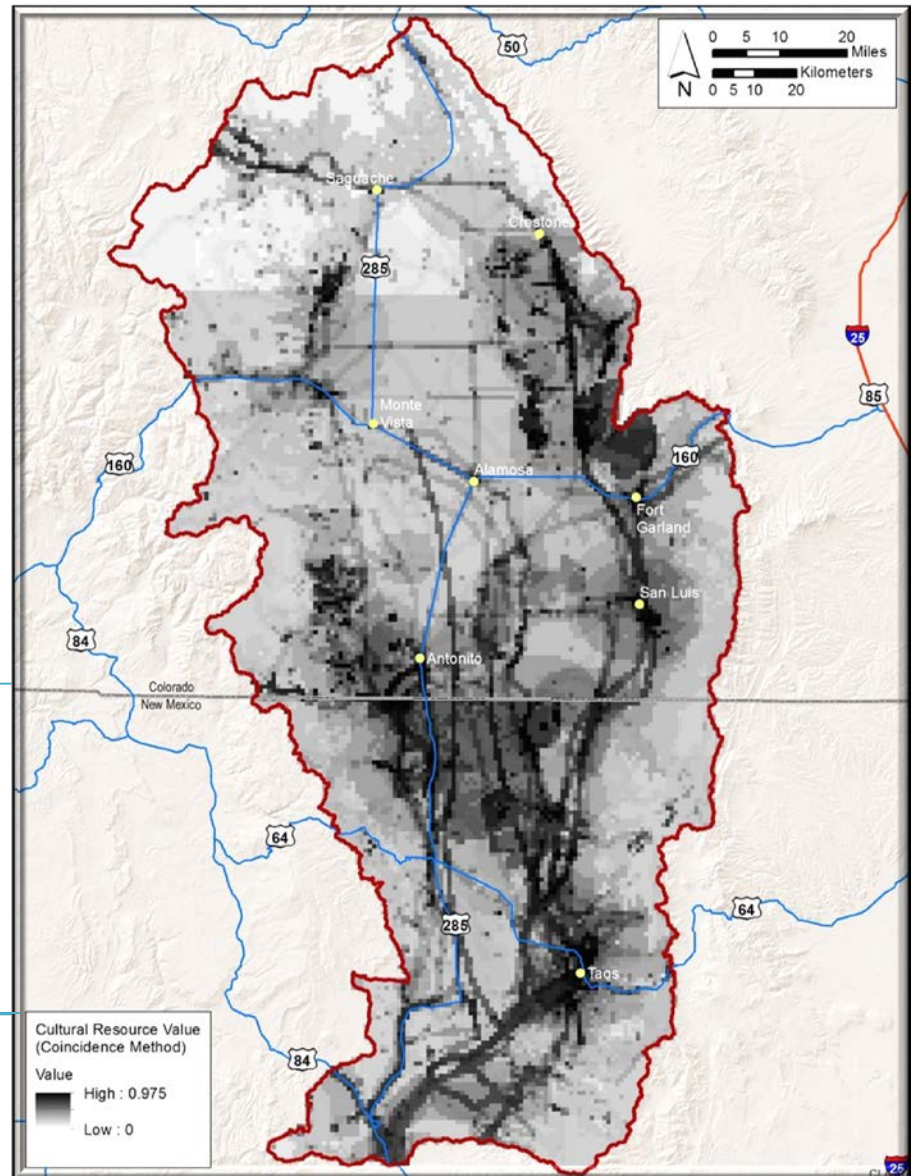 50
0 5 10 20
Miles
Kilometers
0 5 10 20
N
Saguache
Crestone
285
25
85
Monte
Vista
160
Alamosa
160
Fort
Garland
San Luis
84
Antonito
Colorado
New Mexico
64
285
64
Taos
84
Cultural Resource Value
(Coincidence Method)
Value
High : 0.975
Low : 0
25